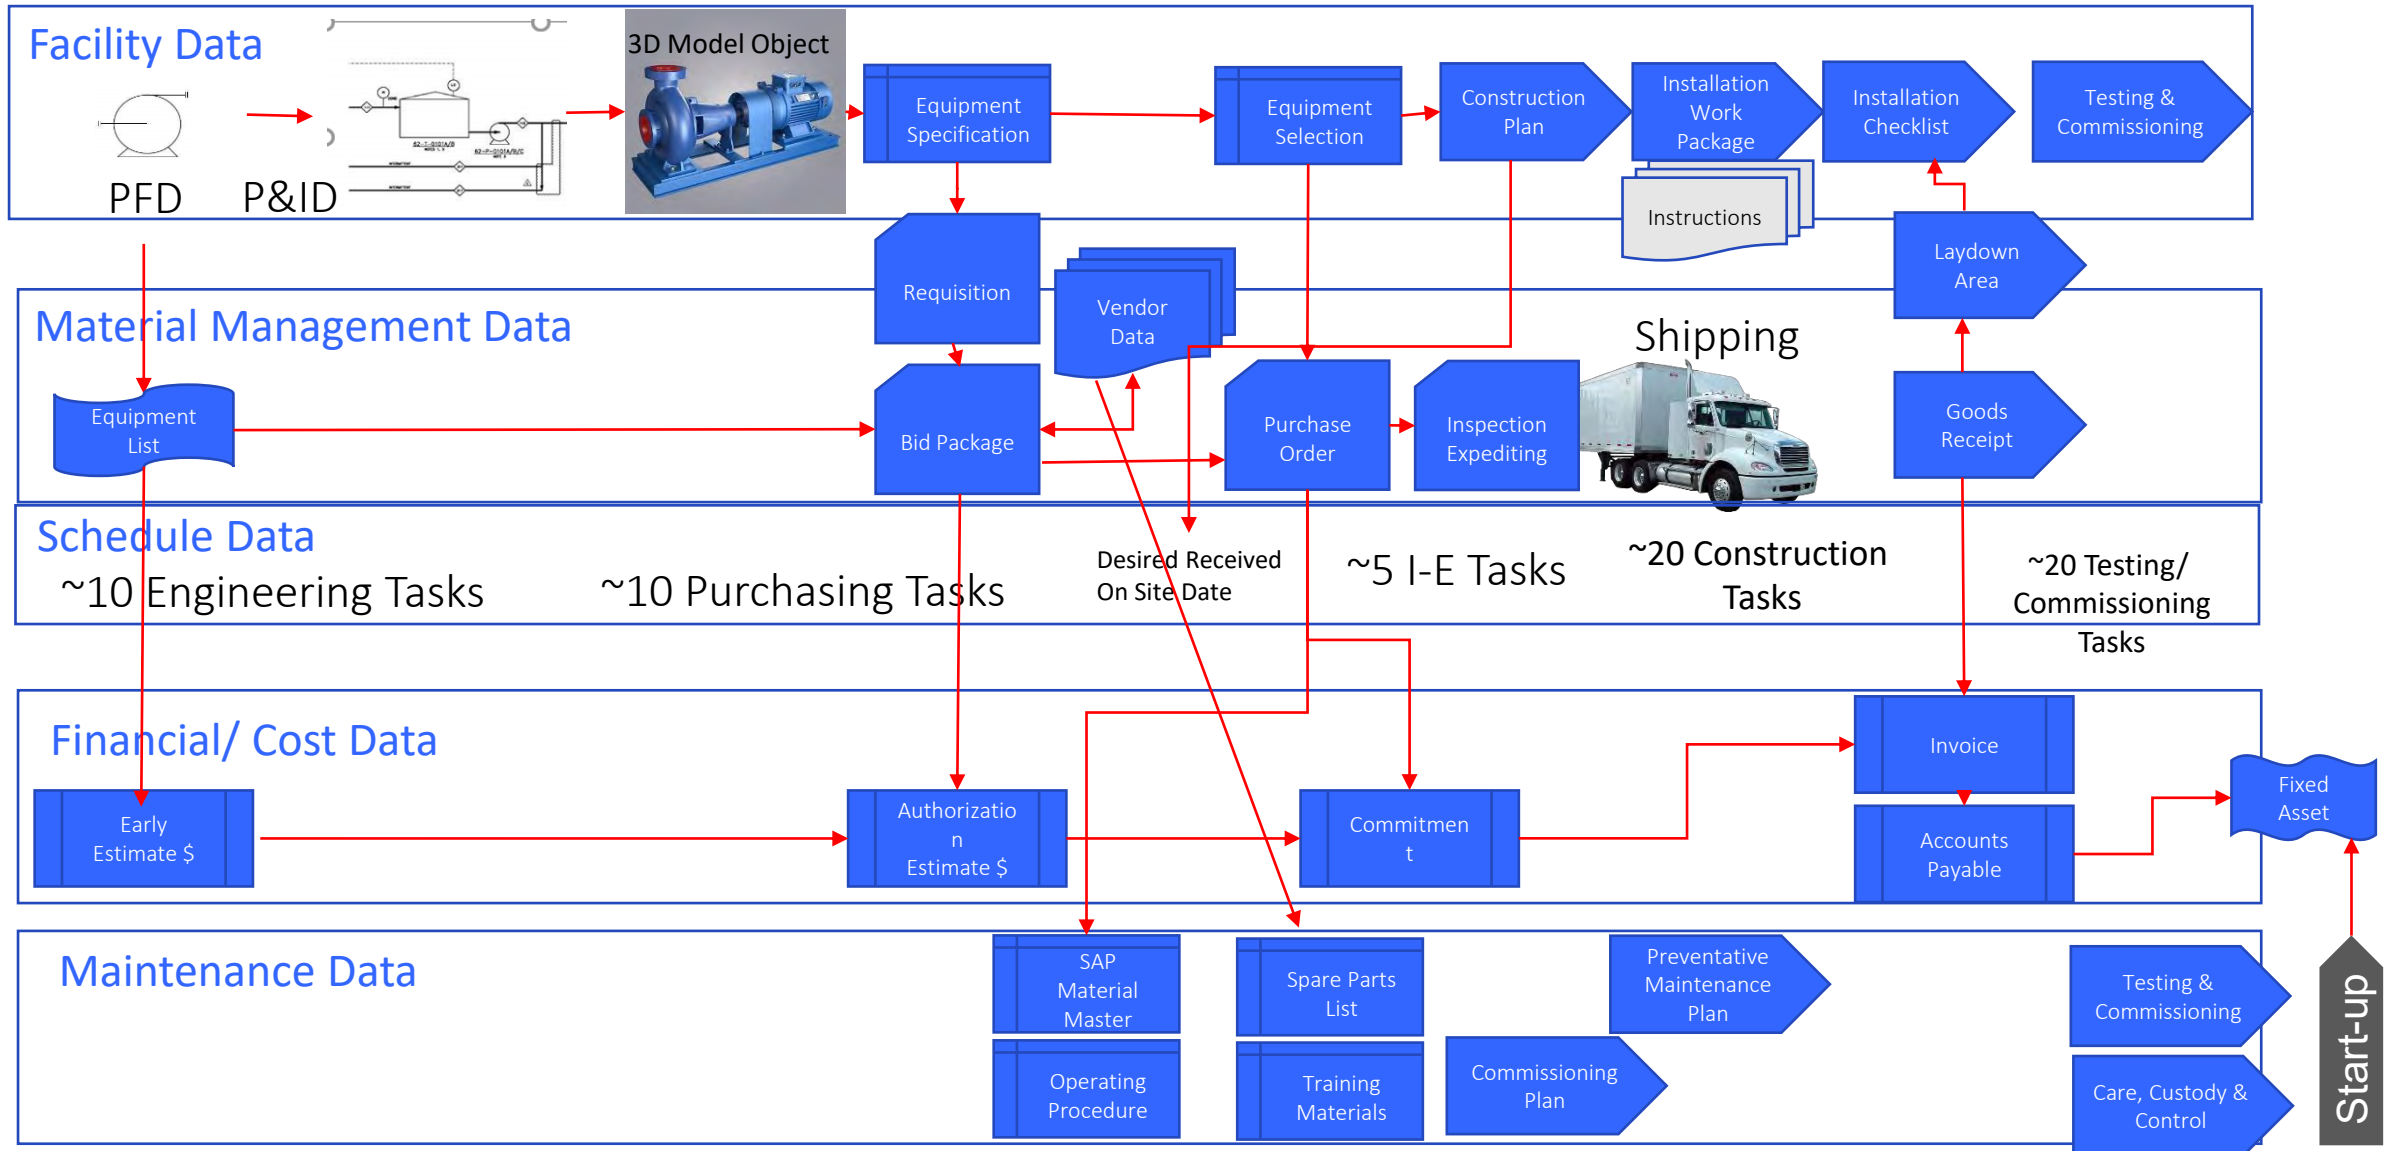 Facility Data
3D Model Object
PFD
P&ID
62-T-0101A/B
62-P-0101A/B/C
Equipment
Specification
Equipment
Selection
Construction
Plan
Installation
Work
Package
Installation
Checklist
Testing &
Commissioning
Instructions
Laydown
Area
Requisition
Vendor
Data
Material Management Data
Shipping
Equipment
List
Bid Package
Purchase
Order
Inspection
Expediting
Goods
Receipt
Schedule Data
~10 Engineering Tasks
~10 Purchasing Tasks
Desired Received
On Site Date
~5 I-E Tasks
~20 Construction
Tasks
~20 Testing/
Commissioning
Tasks
Financial/ Cost Data
Early
Estimate $
Authorizatio
n
Estimate $
Commitmen
t
Invoice
Accounts
Payable
Fixed
Asset
Maintenance Data
SAP
Material
Master
Spare Parts
List
Preventative
Maintenance
Plan
Testing &
Commissioning
Operating
Procedure
Training
Materials
Commissioning
Plan
Care, Custody &
Control
Start-up